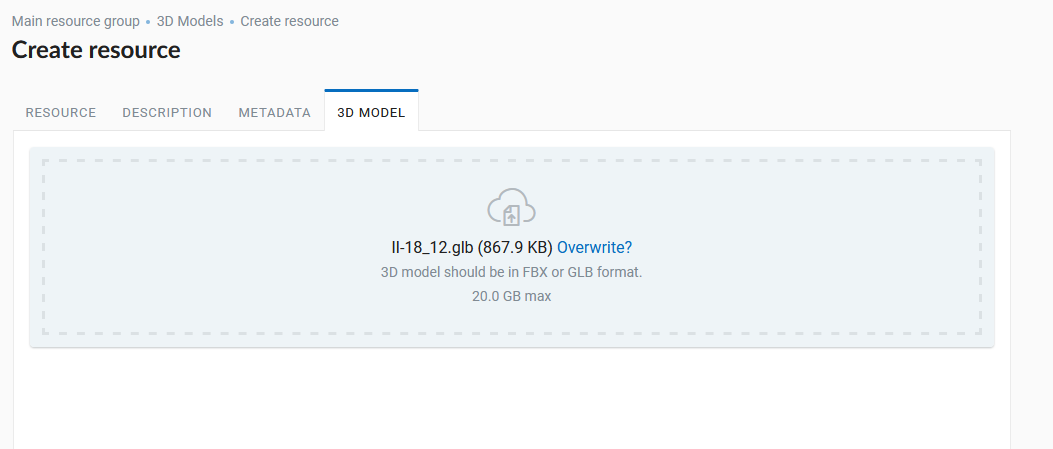 Main resource group • 3D Models • Create resource
Create resource
RESOURCE DESCRIPTION METADATA 3D MODEL
Il-18_12.glb (867.9 KB) Overwrite?
3D model should be in FBX or GLB format.
20.0 GB max